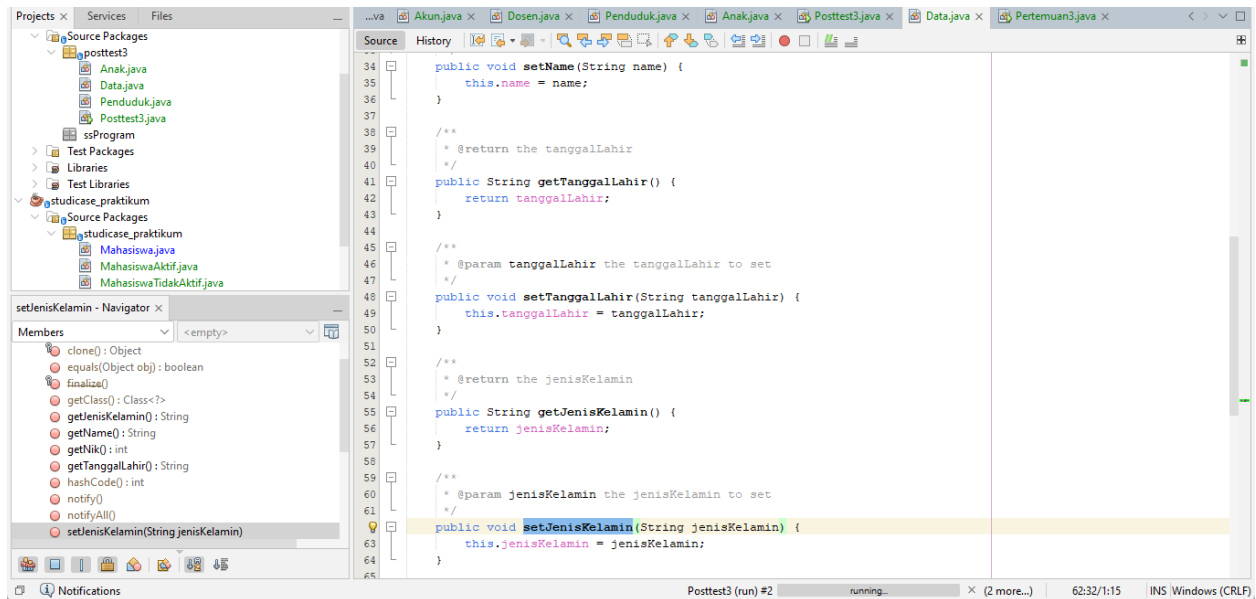 Projects × Services Files
Source Packages
posttest3
Anak.java
Data.java
Penduduk.java
Posttest3.java
ssProgram
Test Packages
Libraries
Test Libraries
studicase_praktikum
Source Packages
studicase_praktikum
Mahasiswa.java
MahasiswaAktif.java
MahasiswaTidakAktif.java
setJenisKelamin - Navigator ×
Members <empty>
clone() : Object
equals(Object obj) : boolean
finalize()
getClass() : Class<?>
getJenisKelamin() : String
getName() : String
getNik() : int
getTanggalLahir() : String
hashCode() : int
notify()
notifyAll()
setJenisKelamin(String jenisKelamin)
...va Akun.java × Dosen.java × Penduduk.java × Anak.java × Posttest3.java × Data.java × Pertemuan3.java ×
Source History
34 public void setName(String name) {
35 this.name = name;
36 }
37
38 /**
39 * @return the tanggalLahir
40 */
41 public String getTanggalLahir() {
42 return tanggalLahir;
43 }
44
45 /**
46 * @param tanggalLahir the tanggalLahir to set
47 */
48 public void setTanggalLahir(String tanggalLahir) {
49 this.tanggalLahir = tanggalLahir;
50 }
51
52 /**
53 * @return the jenisKelamin
54 */
55 public String getJenisKelamin() {
56 return jenisKelamin;
57 }
58
59 /**
60 * @param jenisKelamin the jenisKelamin to set
61 */
public void setJenisKelamin(String jenisKelamin) {
63 this.jenisKelamin = jenisKelamin;
64 }
65
Notifications Posttest3 (run) #2 running... × (2 more...) 62:32/1:15 INS Windows (CRLF)